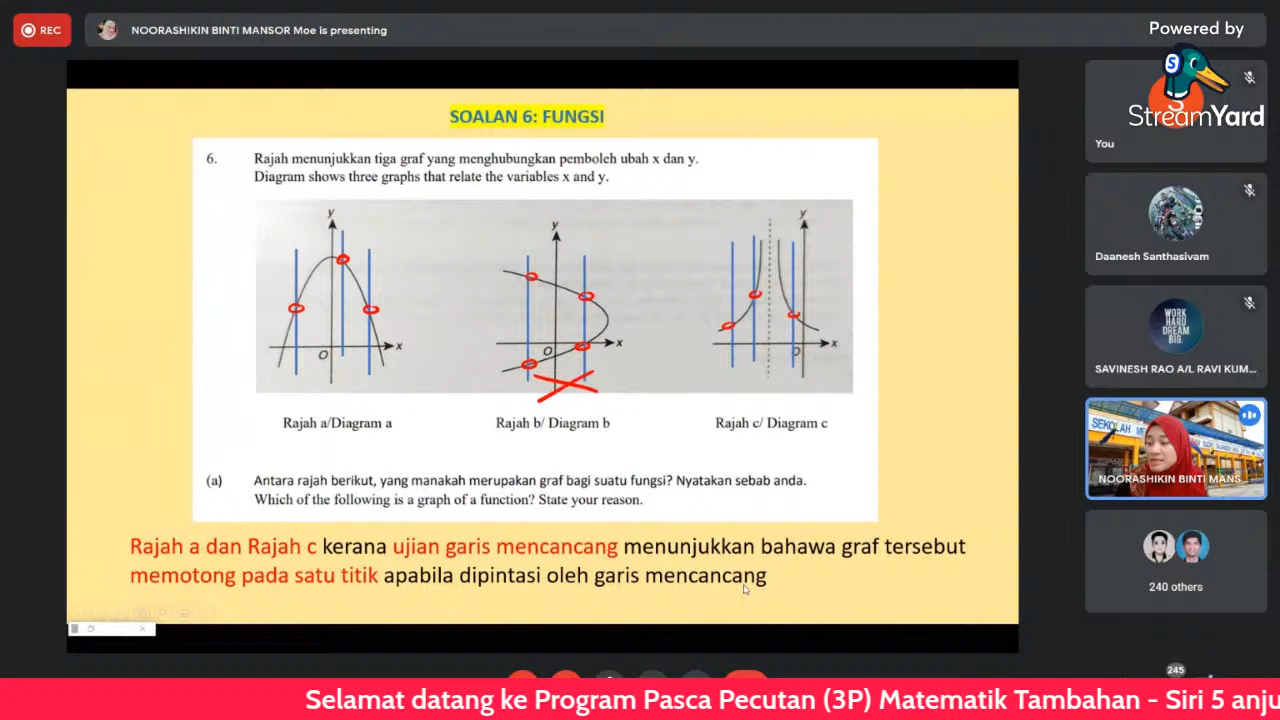 REC
NOORASHIKIN BINTI MANSOR Moe is presenting
Powered by
StreamYard
You
SOALAN 6: FUNGSI
6. Rajah menunjukkan tiga graf yang menghubungkan pemboleh ubah x dan y.
Diagram shows three graphs that relate the variables x and y.
y
y
y
x
x
x
O
O
O
Rajah a/Diagram a
Rajah b/ Diagram b
Rajah c/ Diagram c
(a) Antara rajah berikut, yang manakah merupakan graf bagi suatu fungsi? Nyatakan sebab anda.
Which of the following is a graph of a function? State your reason.
Rajah a dan Rajah c kerana ujian garis mencancang menunjukkan bahawa graf tersebut
memotong pada satu titik apabila dipintasi oleh garis mencancang
Daanesh Santhasivam
WORK
HARD
DREAM
BIG.
SAVINESH RAO A/L RAVI KUM...
SEKOLAH ME
NOORASHIKIN BINTI MANS...
240 others
245
Selamat datang ke Program Pasca Pecutan (3P) Matematik Tambahan - Siri 5 anju